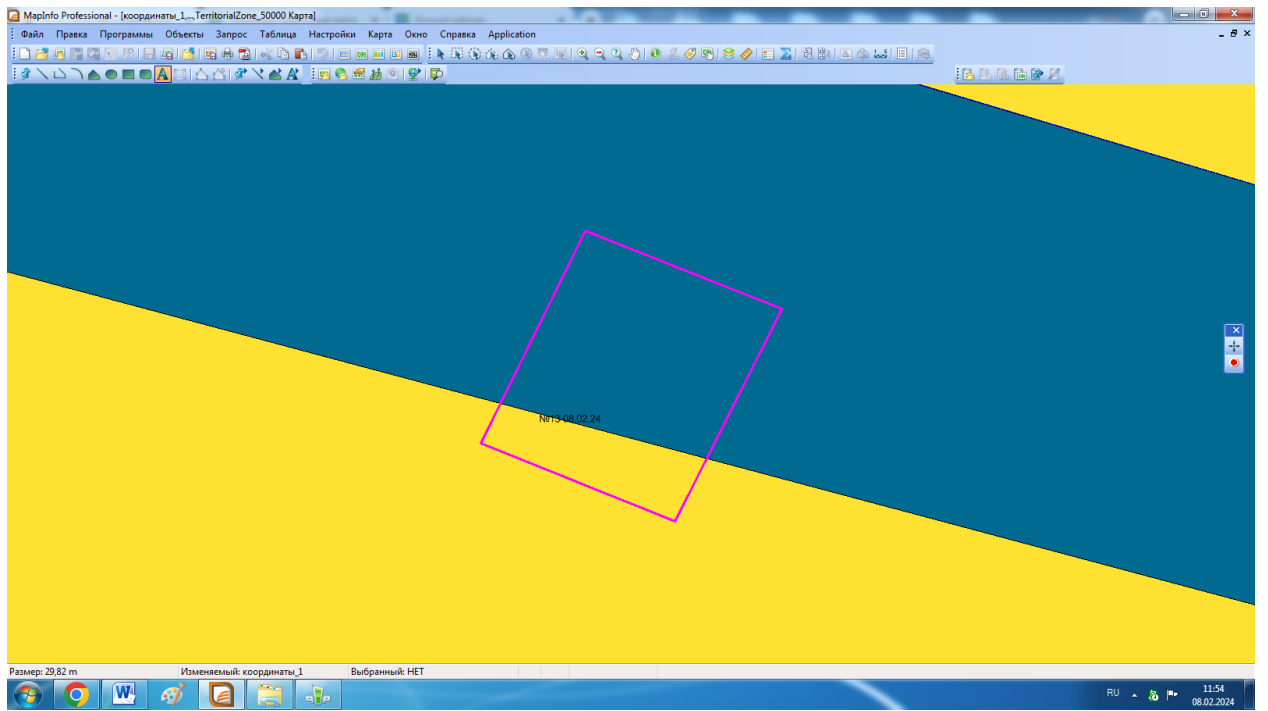 MapInfo Professional - [координаты_1,...,TerritorialZone_50000 Карта]
Файл Правка Программы Объекты Запрос Таблица Настройки Карта Окно Справка Application
№13 08.02.24
Размер: 29,82 m Изменяемый: координаты_1 Выбранный: НЕТ
RU 11:54
08.02.2024